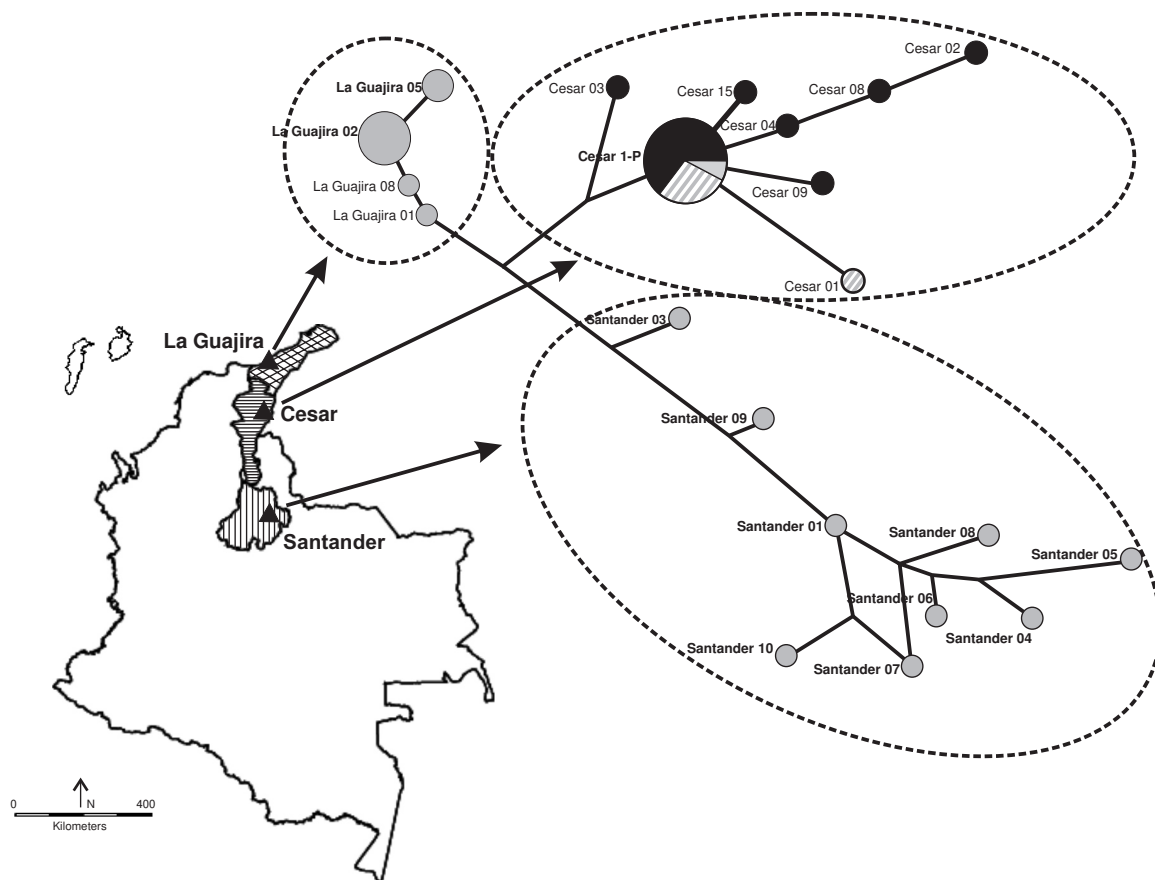 Cesar 02
La Guajira 05
Cesar 03
Cesar 15
Cesar 08
La Guajira 02
Cesar 04
Cesar 1-P
La Guajira 08
Cesar 09
La Guajira 01
Cesar 01
Santander 03
La Guajira
Cesar
Santander 09
Santander 01
Santander 08
Santander
Santander 05
Santander 06
Santander 04
Santander 10
Santander 07
0 N 400
Kilometers